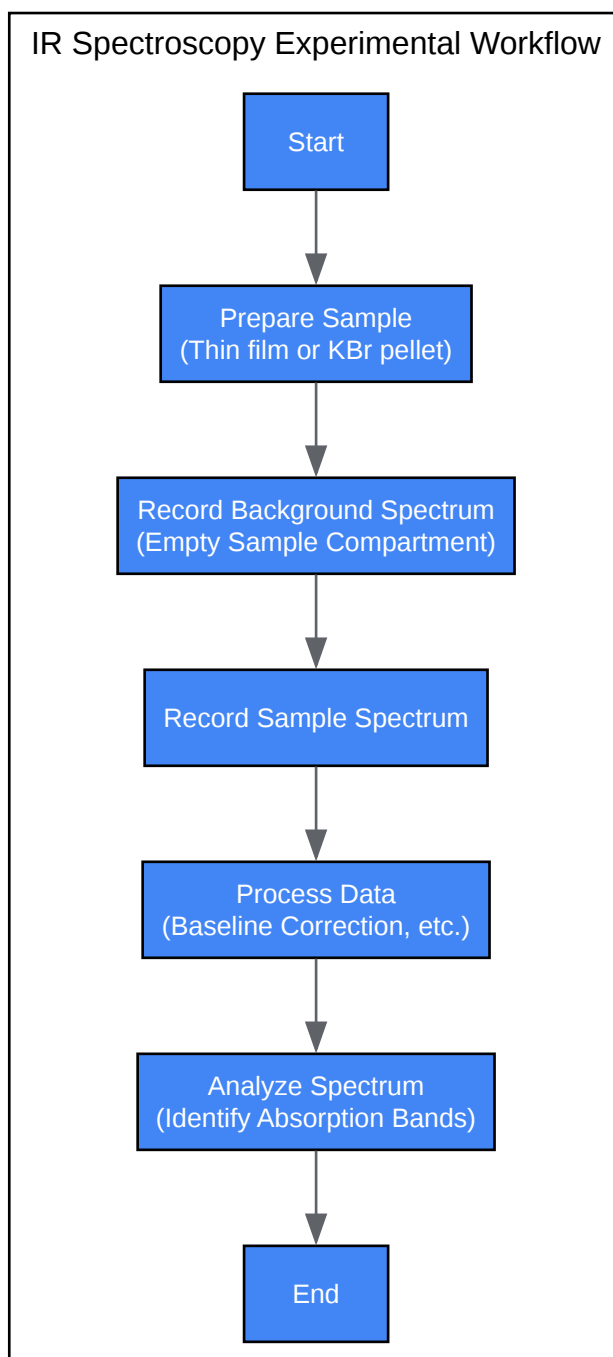 IR Spectroscopy Experimental Workflow
Start
Prepare Sample
(Thin film or KBr pellet)
Record Background Spectrum
(Empty Sample Compartment)
Record Sample Spectrum
Process Data
(Baseline Correction, etc.)
Analyze Spectrum
(Identify Absorption Bands)
End